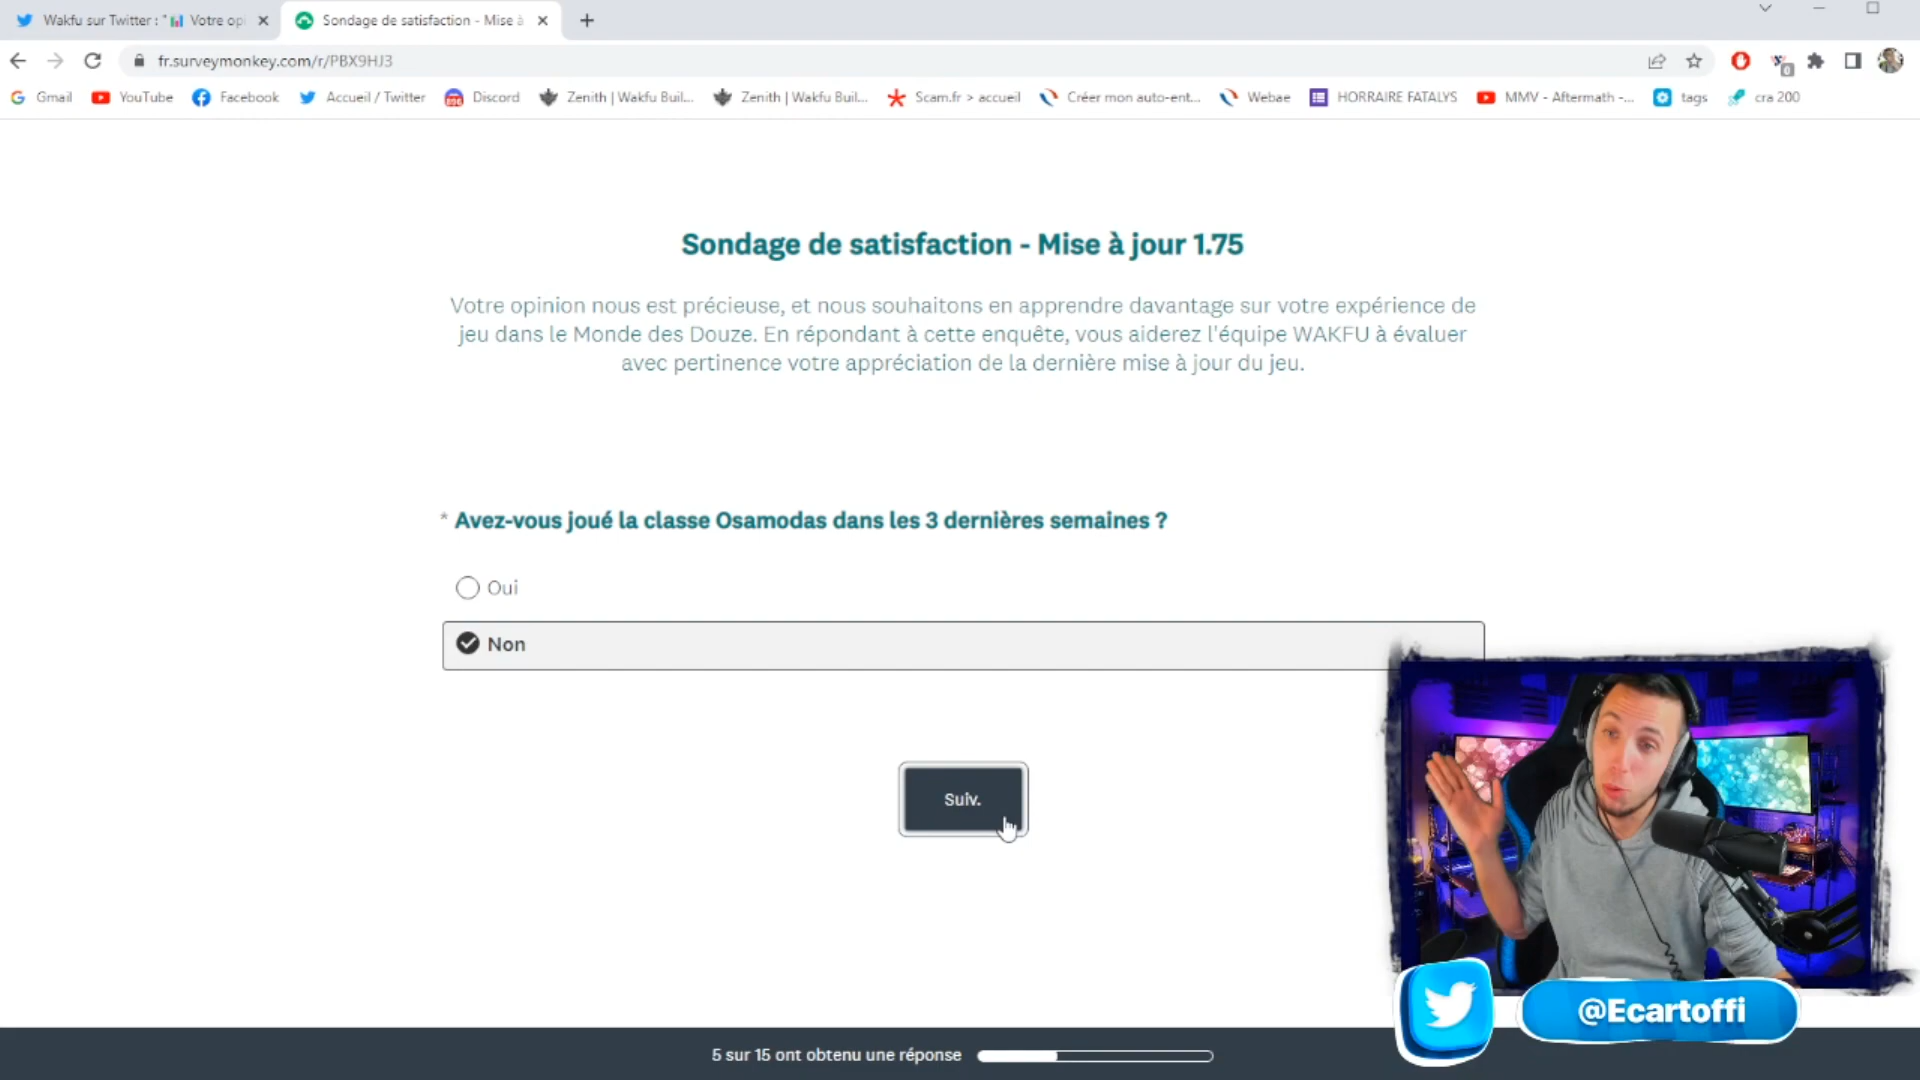 Wakfu sur Twitter : "📊 Votre opi
Sondage de satisfaction - Mise à
fr.surveymonkey.com/r/PBX9HJ3
Gmail
YouTube
Facebook
Accueil / Twitter
Discord
Zenith | Wakfu Buil...
Zenith | Wakfu Buil...
Scam.fr > accueil
Créer mon auto-ent...
Webae
HORRAIRE FATALYS
MMV - Aftermath -...
tags
cra 200
Sondage de satisfaction - Mise à jour 1.75
Votre opinion nous est précieuse, et nous souhaitons en apprendre davantage sur votre expérience de
jeu dans le Monde des Douze. En répondant à cette enquête, vous aiderez l'équipe WAKFU à évaluer
avec pertinence votre appréciation de la dernière mise à jour du jeu.
* Avez-vous joué la classe Osamodas dans les 3 dernières semaines ?
Oui
Non
Suiv.
@Ecartoffi
5 sur 15 ont obtenu une réponse